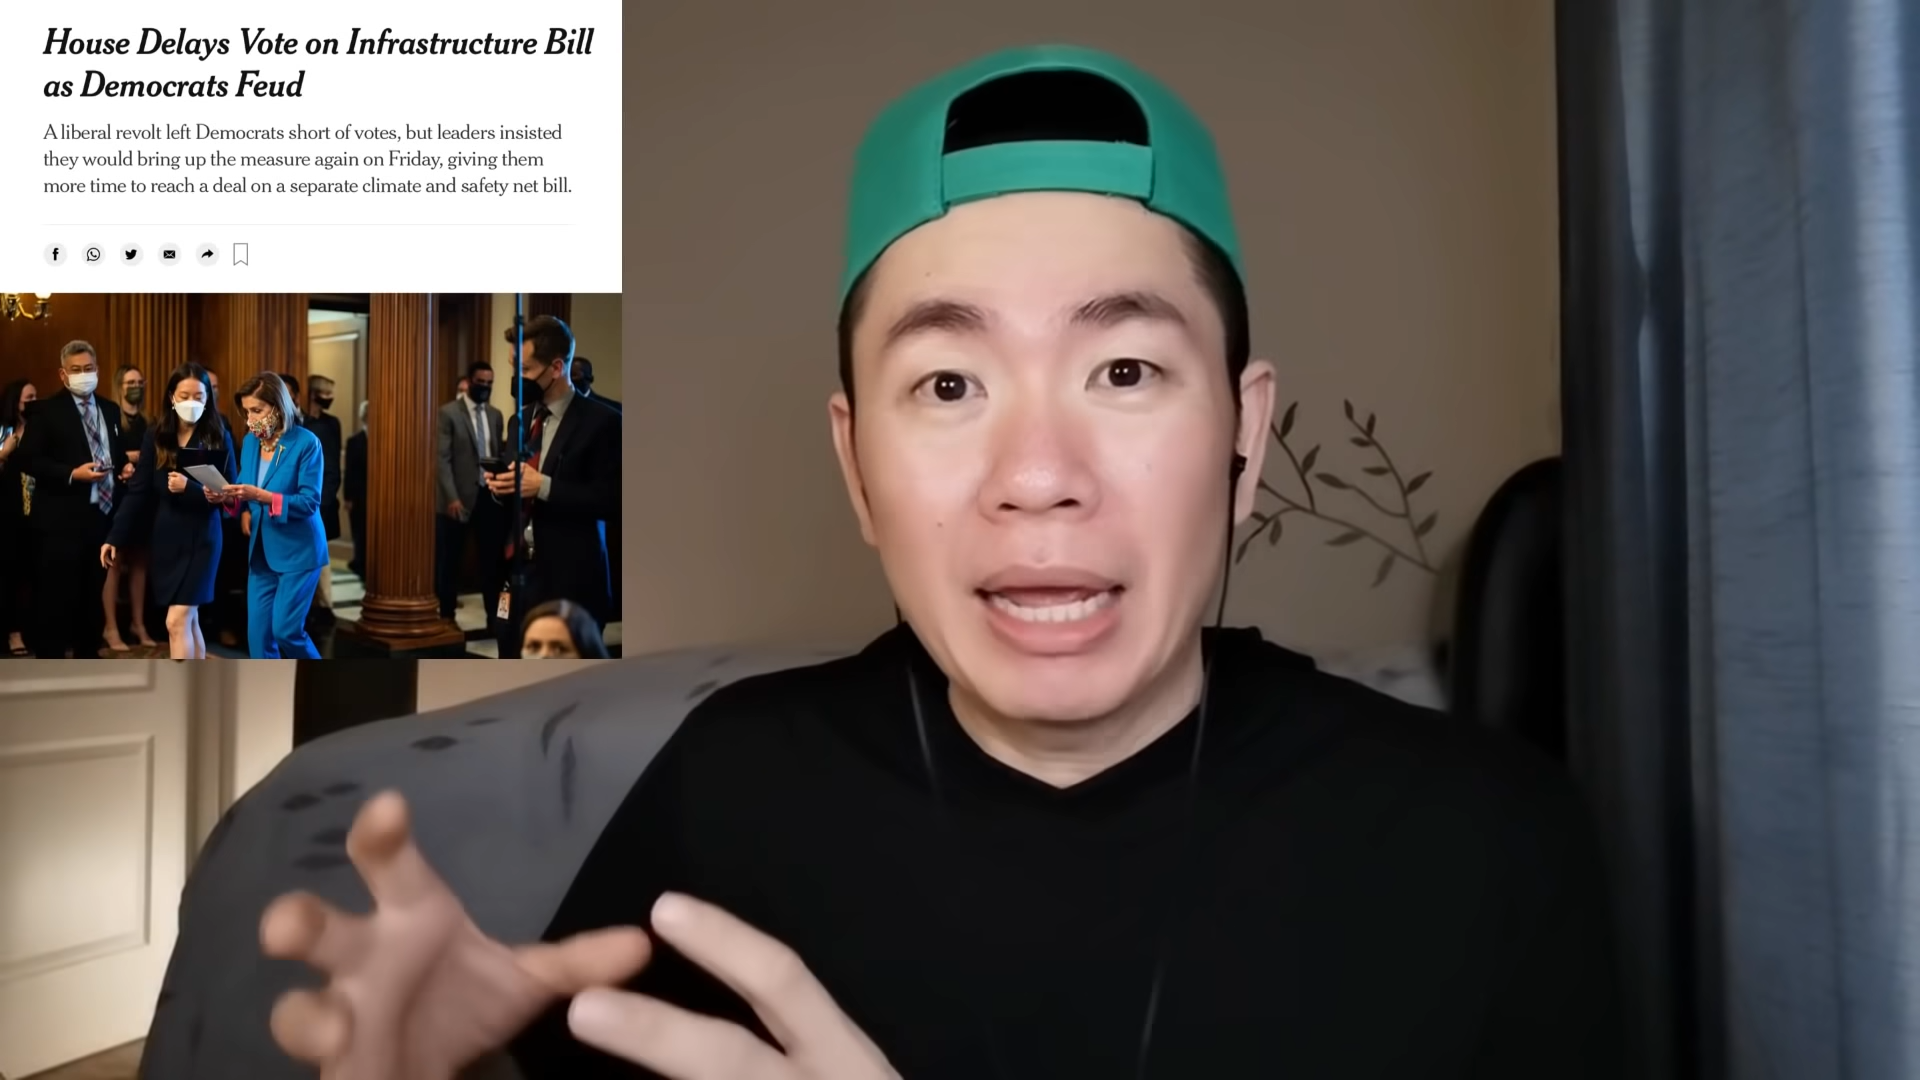 House Delays Vote on Infrastructure Bill
as Democrats Feud
A liberal revolt left Democrats short of votes, but leaders insisted
they would bring up the measure again on Friday, giving them
more time to reach a deal on a separate climate and safety net bill.